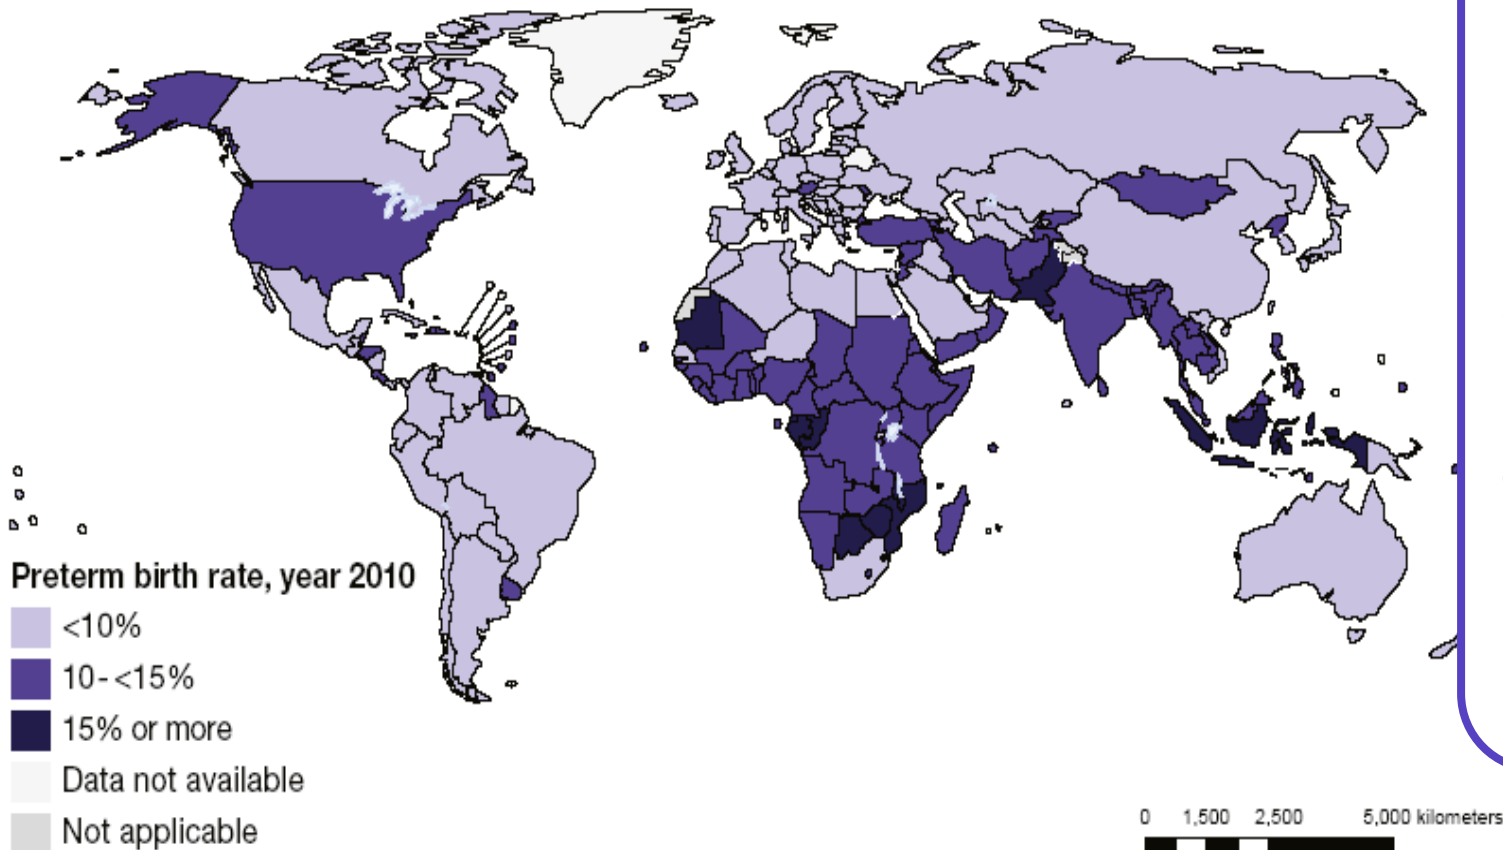 Preterm birth rate, year 2010
<10%
10-<15%
15% or more
Data not available
Not applicable
0 1,500 2,500 5,000 kilometers